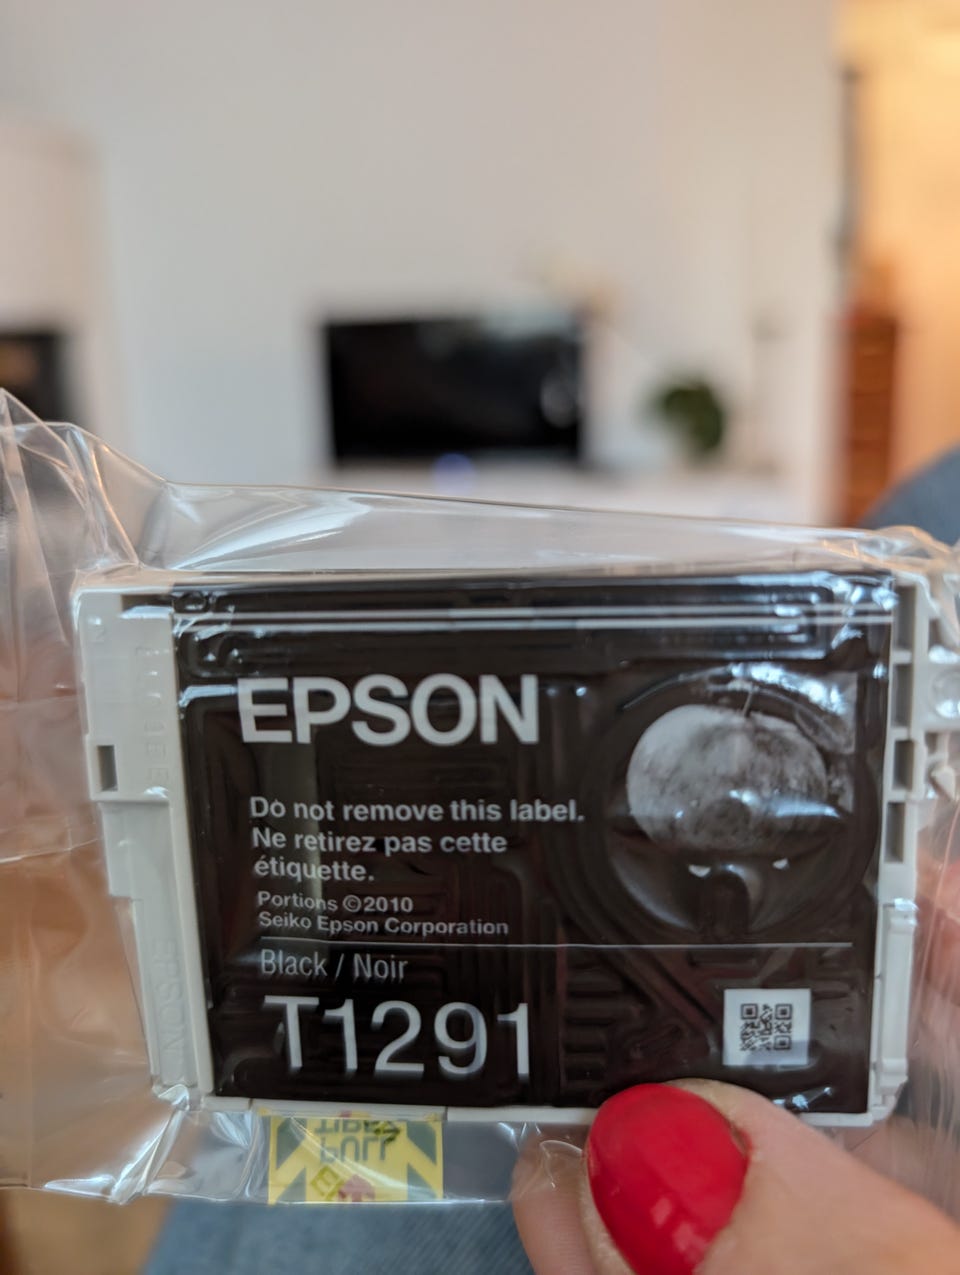 EPSON
Do not remove this label.
Ne retirez pas cette
étiquette.
Portions ©2010
Seiko Epson Corporation
Black / Noir
T1291
EPSON
PULL